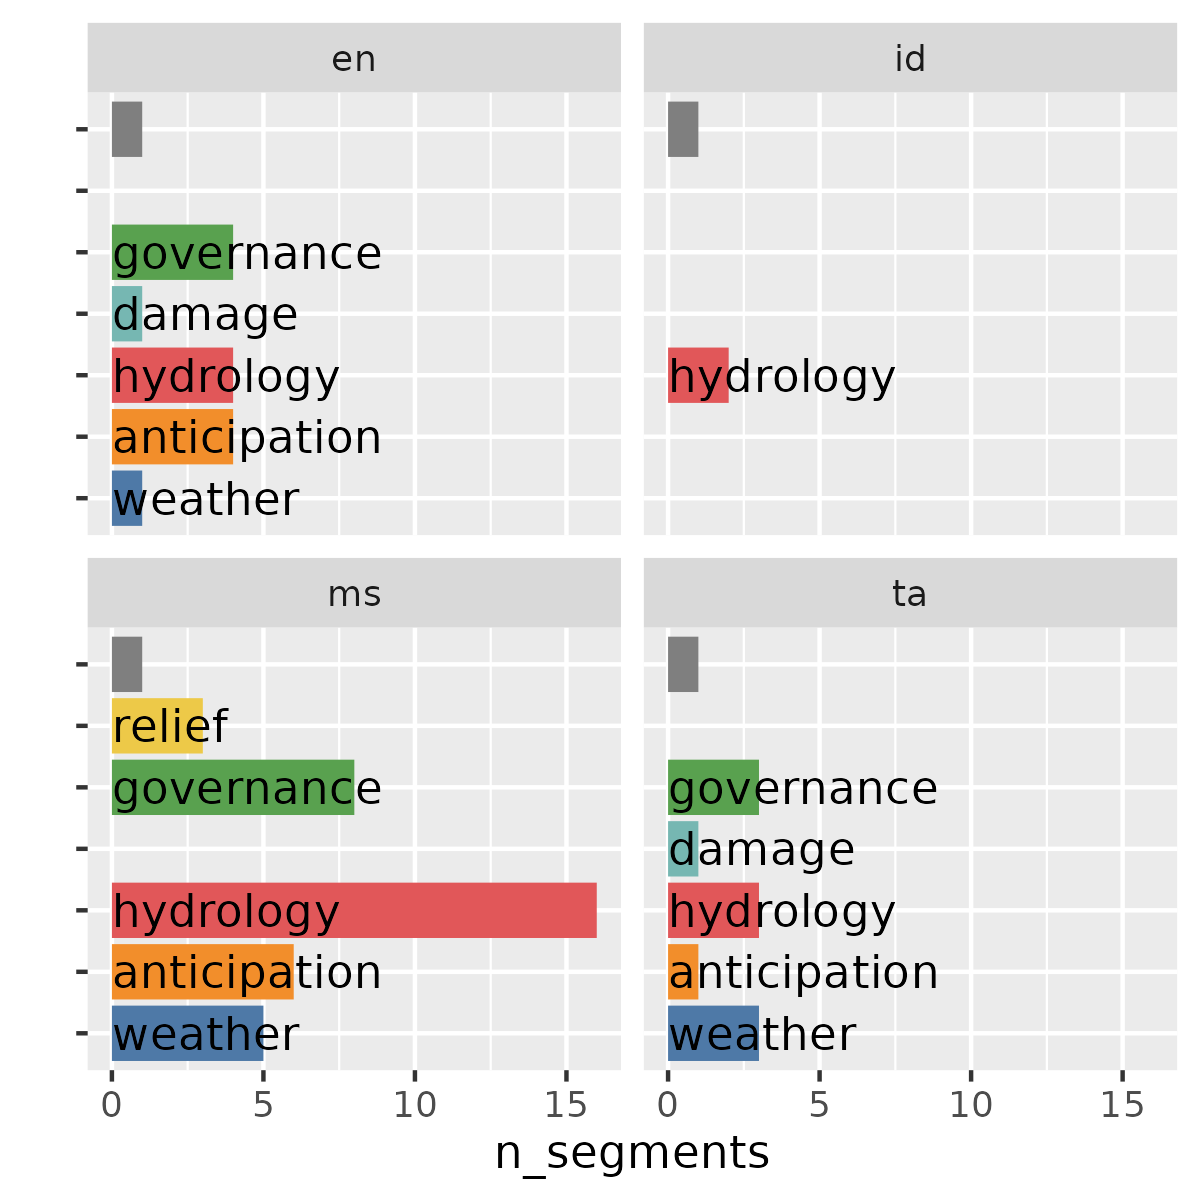 en
governance
damage
hydrology
anticipation
weather
id
hydrology
ms
relief
governance
hydrology
anticipation
weather
0 5 10 15
ta
governance
damage
hydrology
anticipation
weather
0 5 10 15
n_segments